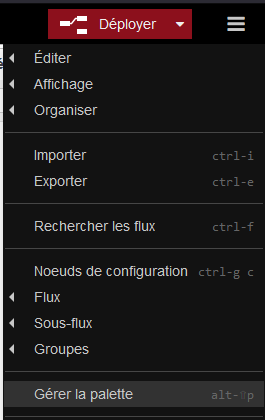 Déployer
Éditer
Affichage
Organiser
Importer ctrl-i
Exporter ctrl-e
Rechercher les flux ctrl-f
Noeuds de configuration ctrl-g c
Flux
Sous-flux
Groupes
Gérer la palette alt-⇧p